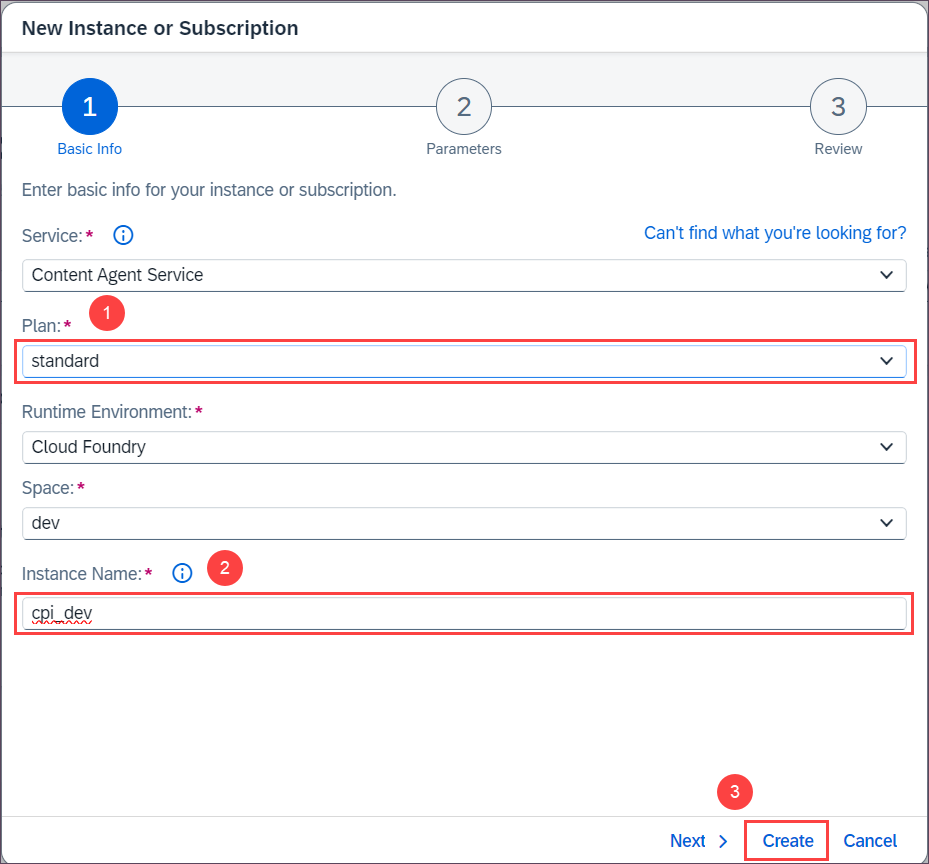 New Instance or Subscription
1 2 3
Basic Info Parameters Review
Enter basic info for your instance or subscription.
Service:* Can't find what you're looking for?
Content Agent Service
Plan:* 1
standard
Runtime Environment:*
Cloud Foundry
Space:*
dev
Instance Name:* 2
cpi_dev
3
Next Create Cancel